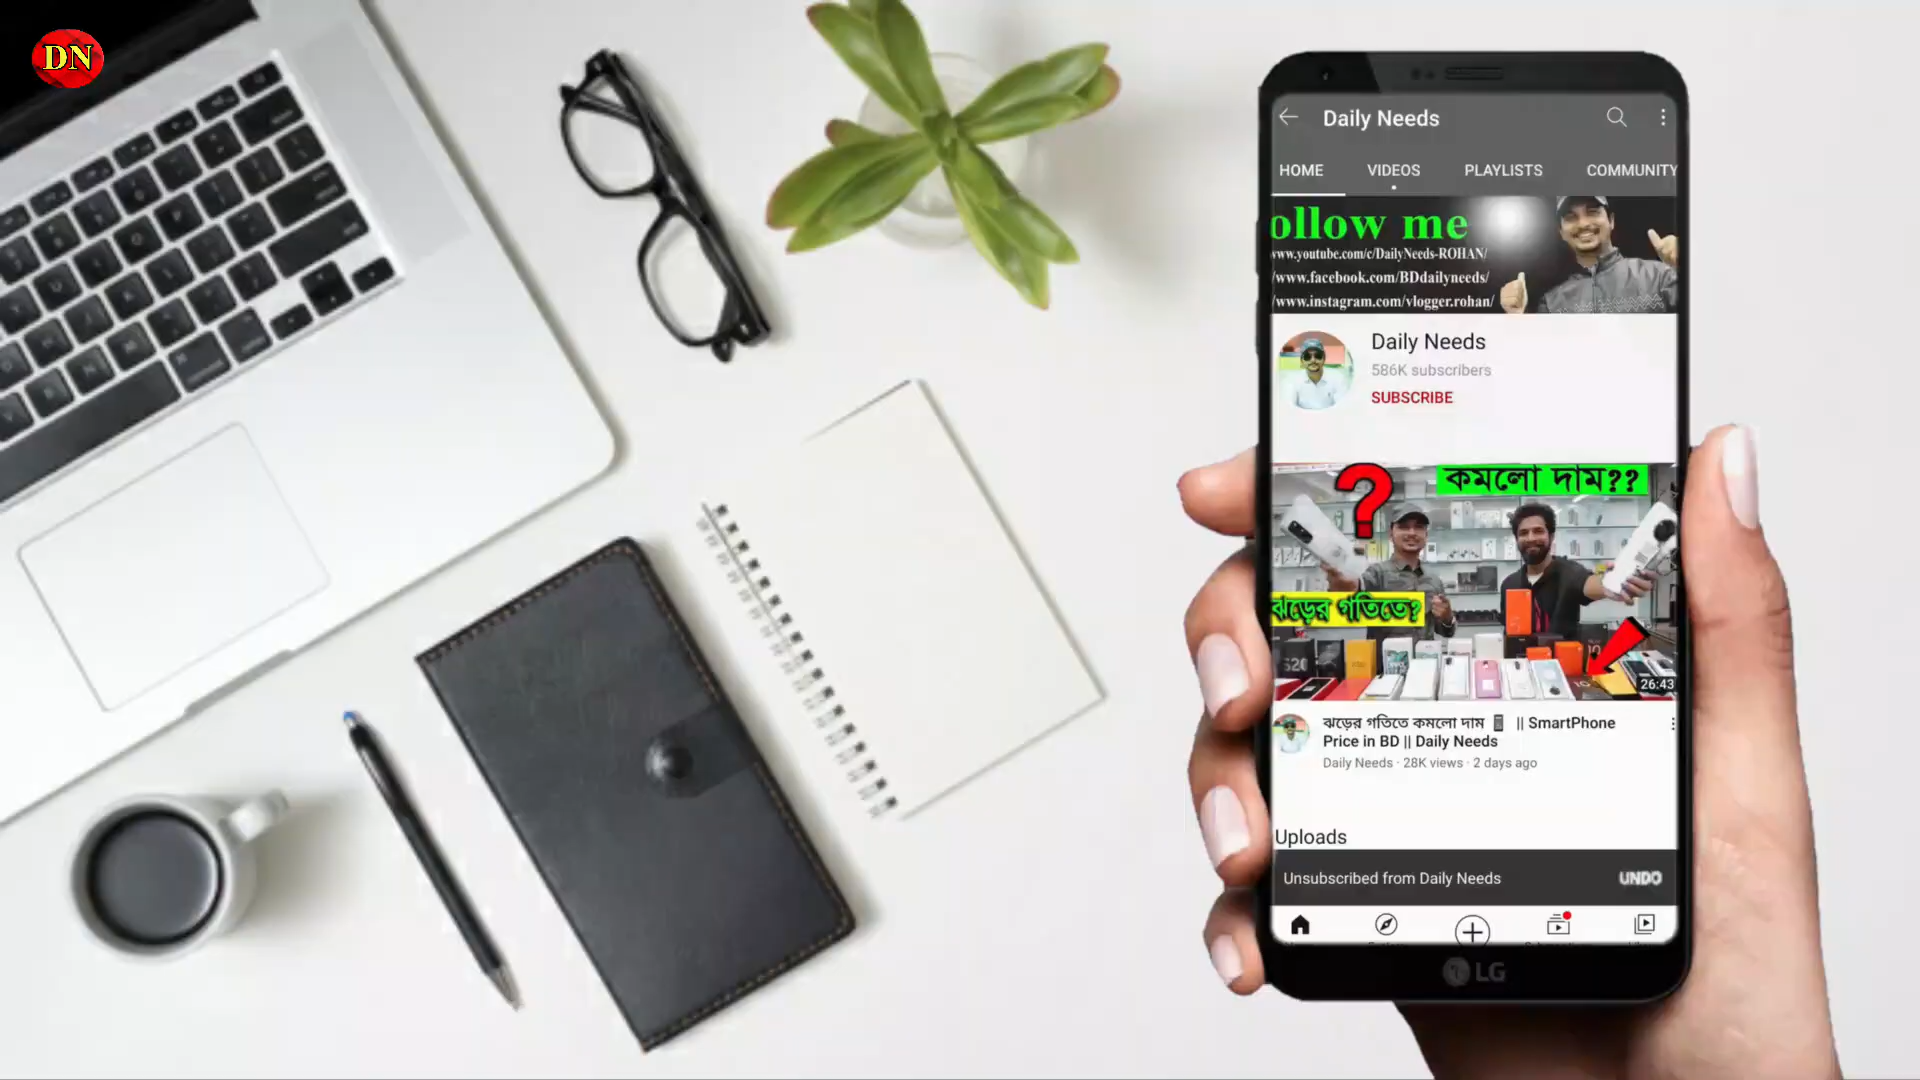 DN
Daily Needs
HOME VIDEOS PLAYLISTS COMMUNITY
ollow me
www.youtube.com/c/DailyNeeds-ROHAN/
/www.facebook.com/BDdailyneeds/
/www.instagram.com/vlogger.rohan/
Daily Needs
586K subscribers
SUBSCRIBE
?
কমলো দাম??
ঝড়ের গতিতে?
S20
26:43
ঝড়ের গতিতে কমলো দাম 📱 || SmartPhone
Price in BD || Daily Needs
Daily Needs · 28K views · 2 days ago
Uploads
Unsubscribed from Daily Needs UNDO
LG